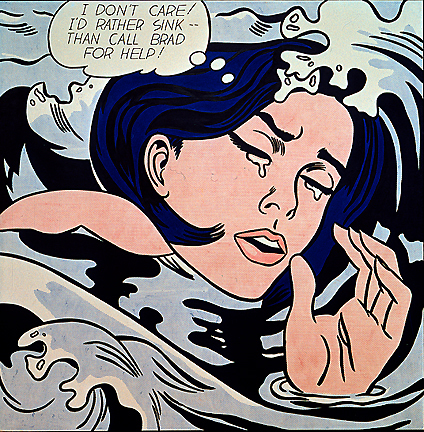 I DON'T CARE!
I'D RATHER SINK --
THAN CALL BRAD
FOR HELP!